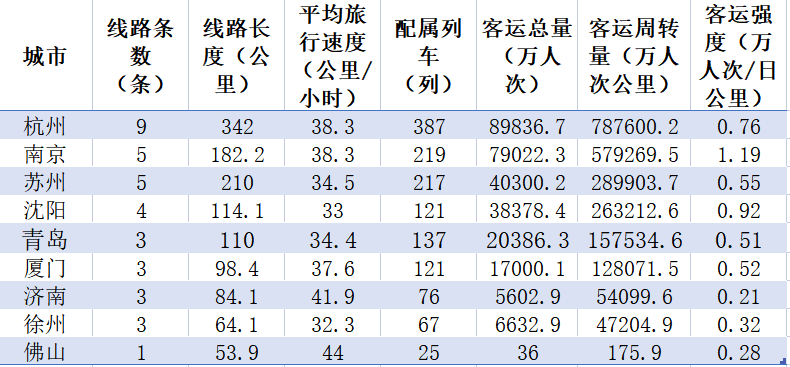 城市 线路条数（条） 线路长度（公里） 平均旅行速度（公里/小时） 配属列车（列） 客运总量（万人次） 客运周转量（万人次公里） 客运强度（万人次/日公里）
杭州 9 342 38.3 387 89836.7 787600.2 0.76
南京 5 182.2 38.3 219 79022.3 579269.5 1.19
苏州 5 210 34.5 217 40300.2 289903.7 0.55
沈阳 4 114.1 33 121 38378.4 263212.6 0.92
青岛 3 110 34.4 137 20386.3 157534.6 0.51
厦门 3 98.4 37.6 121 17000.1 128071.5 0.52
济南 3 84.1 41.9 76 5602.9 54099.6 0.21
徐州 3 64.1 32.3 67 6632.9 47204.9 0.32
佛山 1 53.9 44 25 36 175.9 0.28